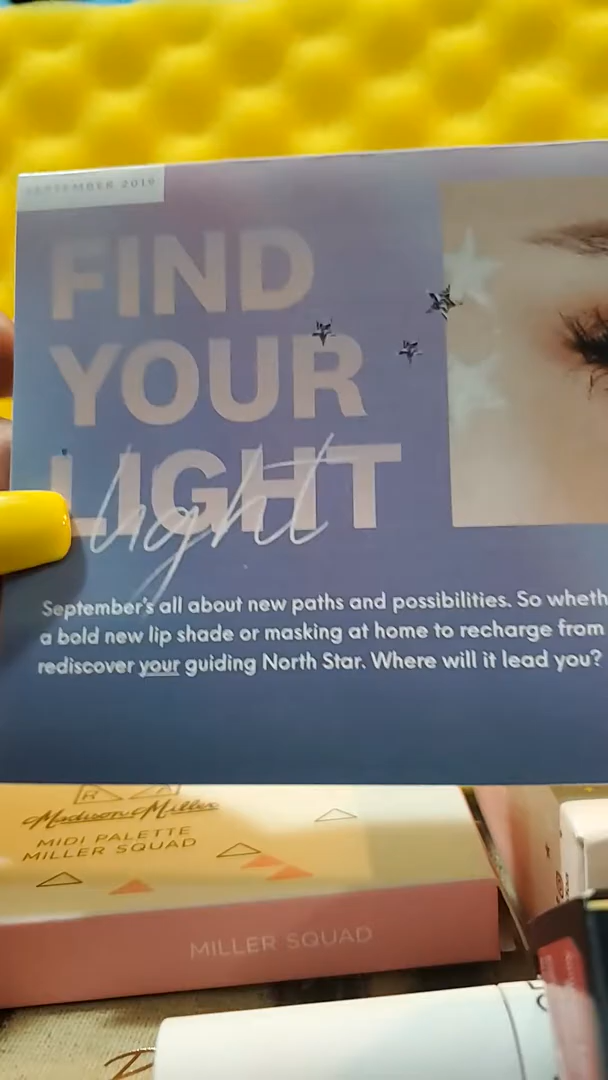 SEPTEMBER 2019
FIND
YOUR
LIGHT
light
September's all about new paths and possibilities. So
a bold new lip shade or masking at home to recharge from
rediscover your guiding North Star. Where will it lead you?
Madison Miller
MIDI PALETTE
MILLER SQUAD
MILLER SQUAD